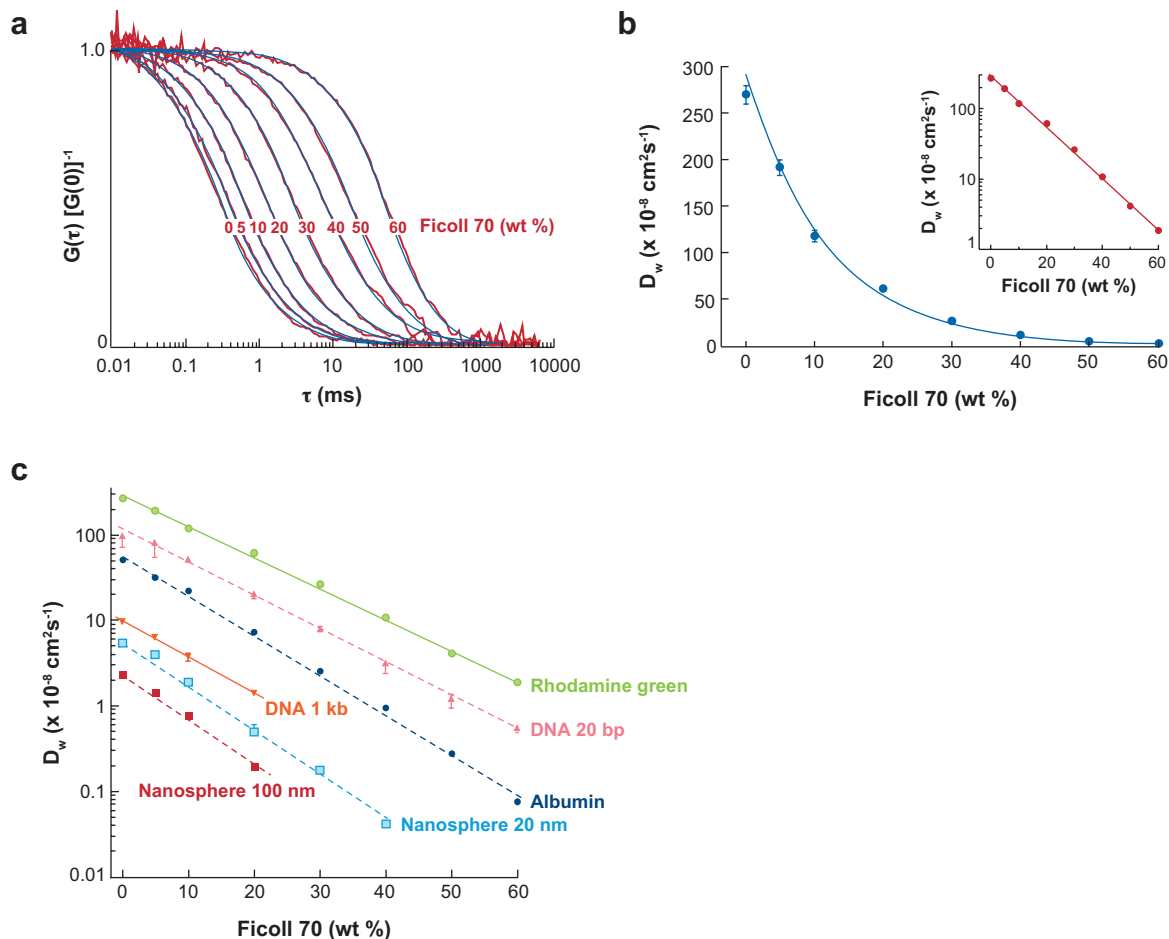 a
1.0
0
G(τ) [G(0)]-1
0 5 10 20 30 40 50 60 Ficoll 70 (wt %)
0.01 0.1 1 10 100 1000 10000
τ (ms)
b
300
250
200
150
100
50
0
Dw (x 10-8 cm2s-1)
0 10 20 30 40 50 60
Ficoll 70 (wt %)
100
10
1
Dw (x 10-8 cm2s-1)
0 20 40 60
Ficoll 70 (wt %)
c
100
10
1
0.1
0.01
Dw (x 10-8 cm2s-1)
Rhodamine green
DNA 1 kb
DNA 20 bp
Nanosphere 100 nm
Albumin
Nanosphere 20 nm
0 10 20 30 40 50 60
Ficoll 70 (wt %)